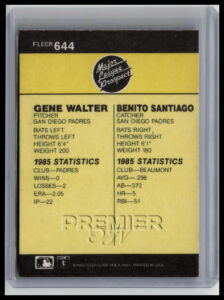 FLEER 644
Major
League
Prospect
GENE WALTER
PITCHER
SAN DIEGO PADRES
BATS LEFT
THROWS LEFT
HEIGHT 6'4"
WEIGHT 200
1985 STATISTICS
CLUB—PADRES
WINS—0
LOSSES—2
ERA—2.05
IP—22
BENITO SANTIAGO
CATCHER
SAN DIEGO PADRES
BATS RIGHT
THROWS RIGHT
HEIGHT 6'1"
WEIGHT 180
1985 STATISTICS
CLUB—BEAUMONT
AVG—.298
AB—372
HR—5
RBI—51
PREMIER